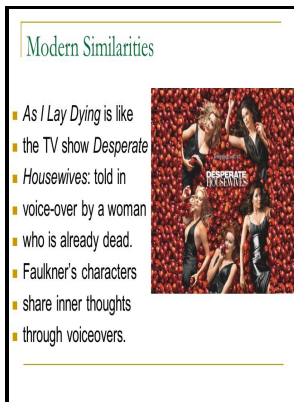 Modern Similarities
As I Lay Dying is like
the TV show Desperate
Housewives: told in
voice-over by a woman
who is already dead.
Faulkner's characters
share inner thoughts
through voiceovers.
DESPERATE
HOUSEWIVES